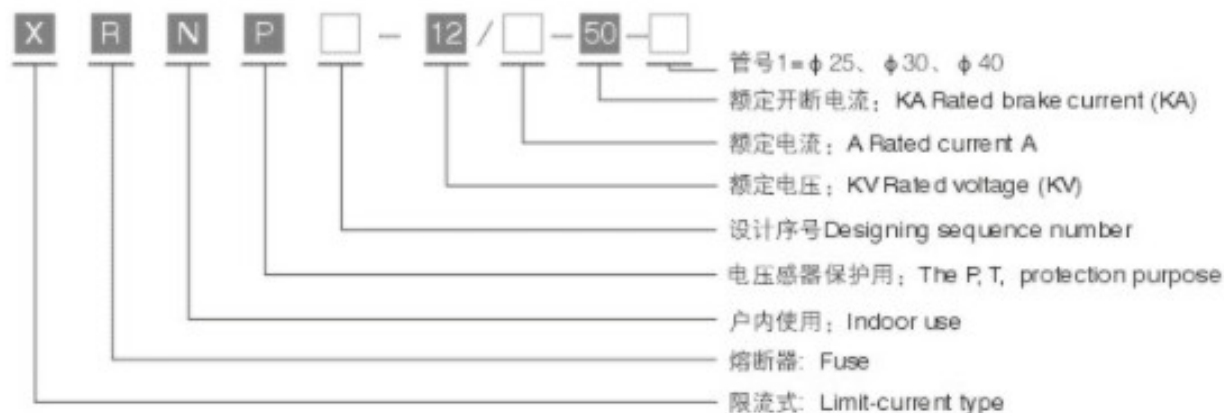 X R N P □ - 12 / □ - 50 - □
管号1=ф25、ф30、ф40
额定开断电流；KA Rated brake current (KA)
额定电流；A Rated current A
额定电压；KV Rated voltage (KV)
设计序号Designing sequence number
电压感器保护用；The P, T, protection purpose
户内使用；Indoor use
熔断器: Fuse
限流式: Limit-current type